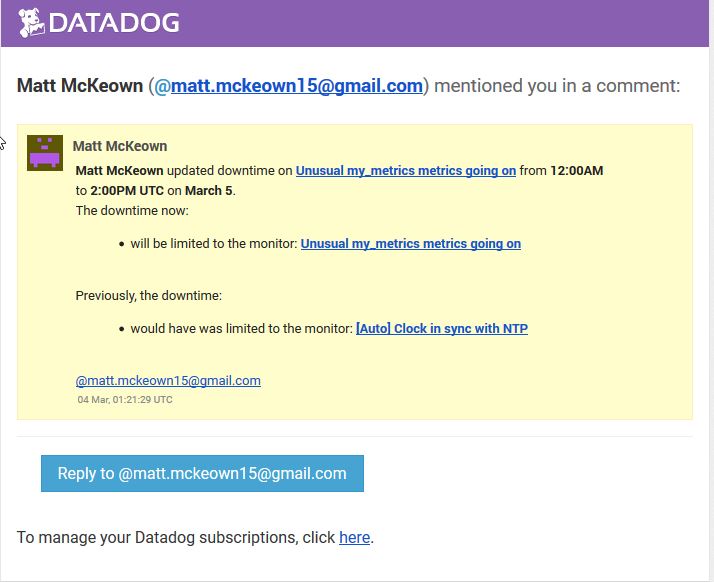 DATADOG
Matt McKeown (@matt.mckeown15@gmail.com) mentioned you in a comment:
Matt McKeown
Matt McKeown updated downtime on Unusual my_metrics metrics going on from 12:00AM
to 2:00PM UTC on March 5.
The downtime now:
• will be limited to the monitor: Unusual my_metrics metrics going on
Previously, the downtime:
• would have was limited to the monitor: [Auto] Clock in sync with NTP
@matt.mckeown15@gmail.com
04 Mar, 01:21:29 UTC
Reply to @matt.mckeown15@gmail.com
To manage your Datadog subscriptions, click here.